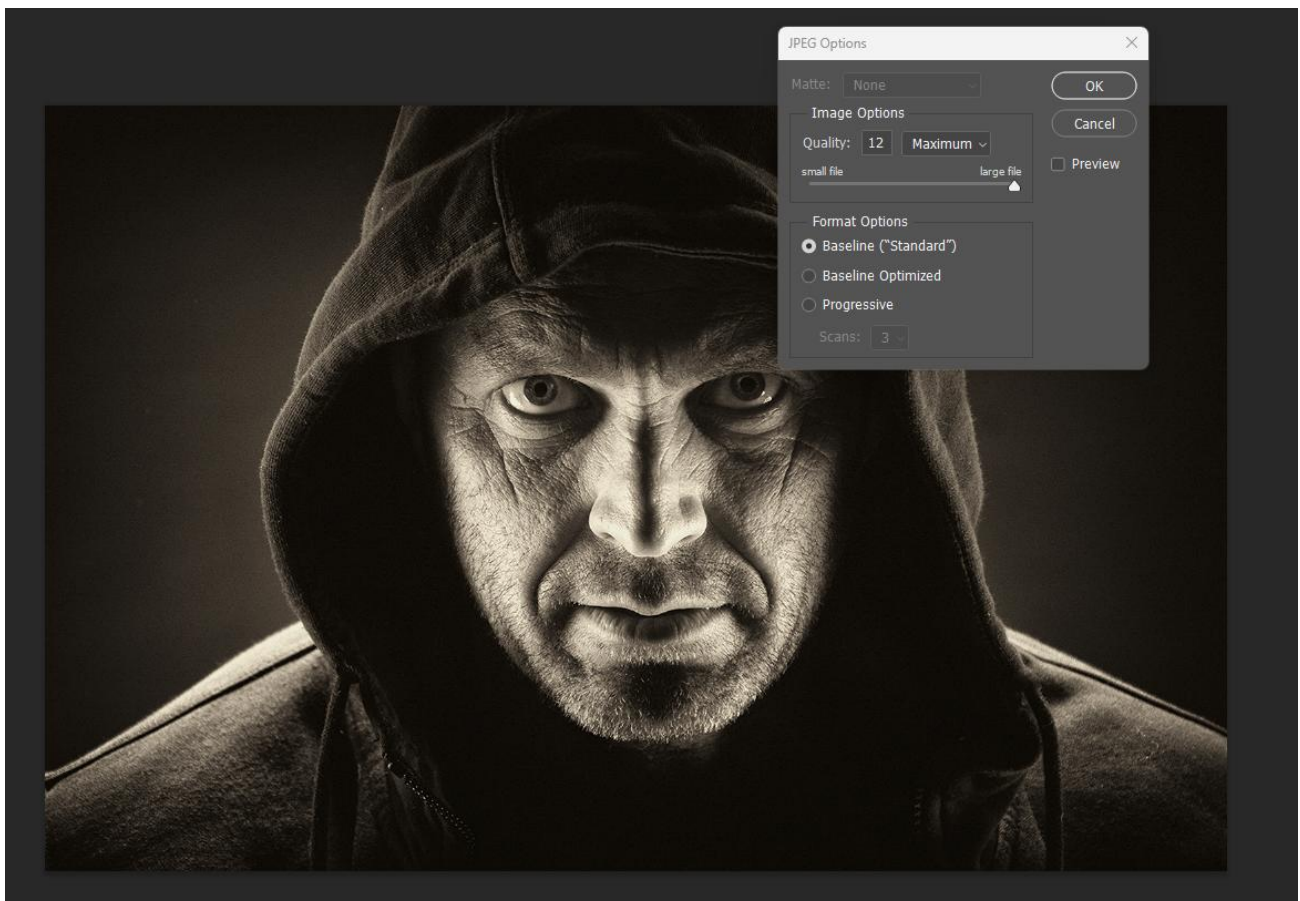 JPEG Options
Matte: None
OK
Image Options
Cancel
Quality: 12 Maximum
Preview
small file large file
Format Options
Baseline (“Standard”)
Baseline Optimized
Progressive
Scans: 3